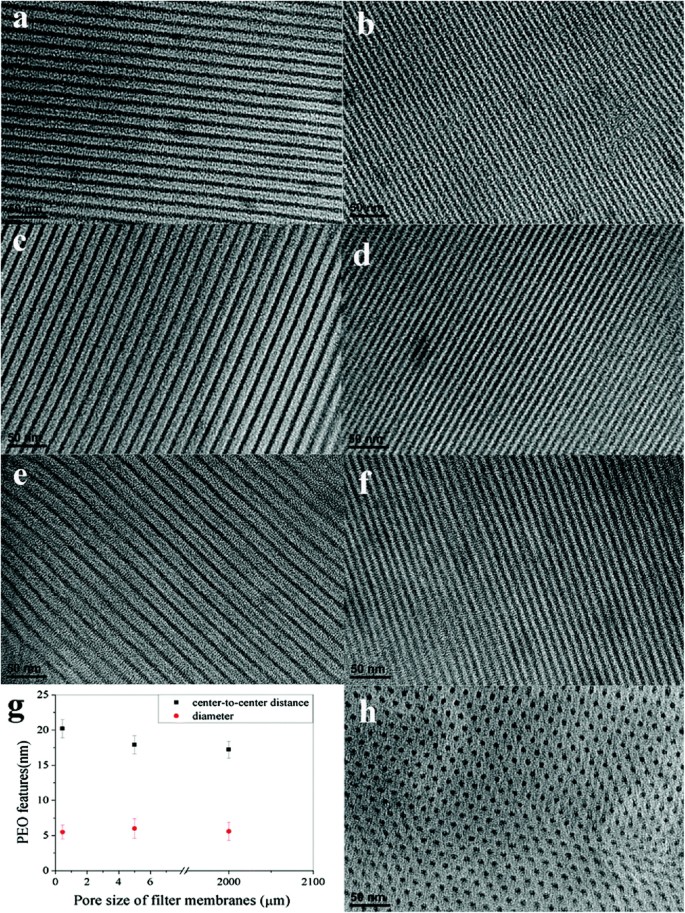 a
b
50 nm
50 nm
c
d
50 nm
50 nm
e
f
50 nm
50 nm
g
h
25
20
15
10
5
0
PEO features(nm)
center-to-center distance
diameter
0 2 4 6 2000 2100
Pore size of filter membranes (μm)
50 nm